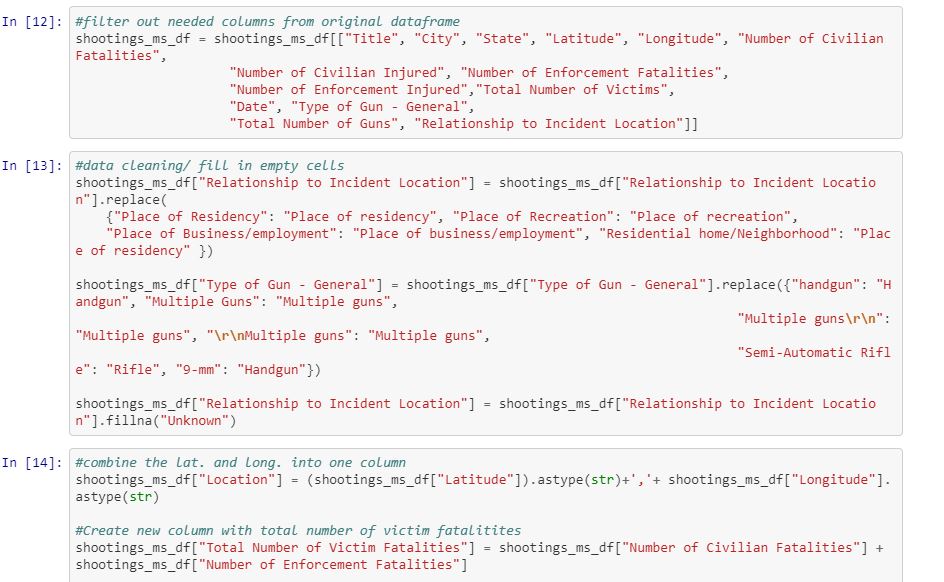 In [12]: #filter out needed columns from original dataframe
shootings_ms_df = shootings_ms_df[["Title", "City", "State", "Latitude", "Longitude", "Number of Civilian
Fatalities",
"Number of Civilian Injured", "Number of Enforcement Fatalities",
"Number of Enforcement Injured","Total Number of Victims",
"Date", "Type of Gun - General",
"Total Number of Guns", "Relationship to Incident Location"]]
In [13]: #data cleaning/ fill in empty cells
shootings_ms_df["Relationship to Incident Location"] = shootings_ms_df["Relationship to Incident Locatio
n"].replace(
{"Place of Residency": "Place of residency", "Place of Recreation": "Place of recreation",
"Place of Business/employment": "Place of business/employment", "Residential home/Neighborhood": "Plac
e of residency" })
shootings_ms_df["Type of Gun - General"] = shootings_ms_df["Type of Gun - General"].replace({"handgun": "H
andgun", "Multiple Guns": "Multiple guns",
"Multiple guns\r\n":
"Multiple guns", "\r\nMultiple guns": "Multiple guns",
"Semi-Automatic Rifl
e": "Rifle", "9-mm": "Handgun"})
shootings_ms_df["Relationship to Incident Location"] = shootings_ms_df["Relationship to Incident Locatio
n"].fillna("Unknown")
In [14]: #combine the lat. and long. into one column
shootings_ms_df["Location"] = (shootings_ms_df["Latitude"]).astype(str)+','+ shootings_ms_df["Longitude"].
astype(str)
#Create new column with total number of victim fatalitites
shootings_ms_df["Total Number of Victim Fatalities"] = shootings_ms_df["Number of Civilian Fatalities"] +
shootings_ms_df["Number of Enforcement Fatalities"]